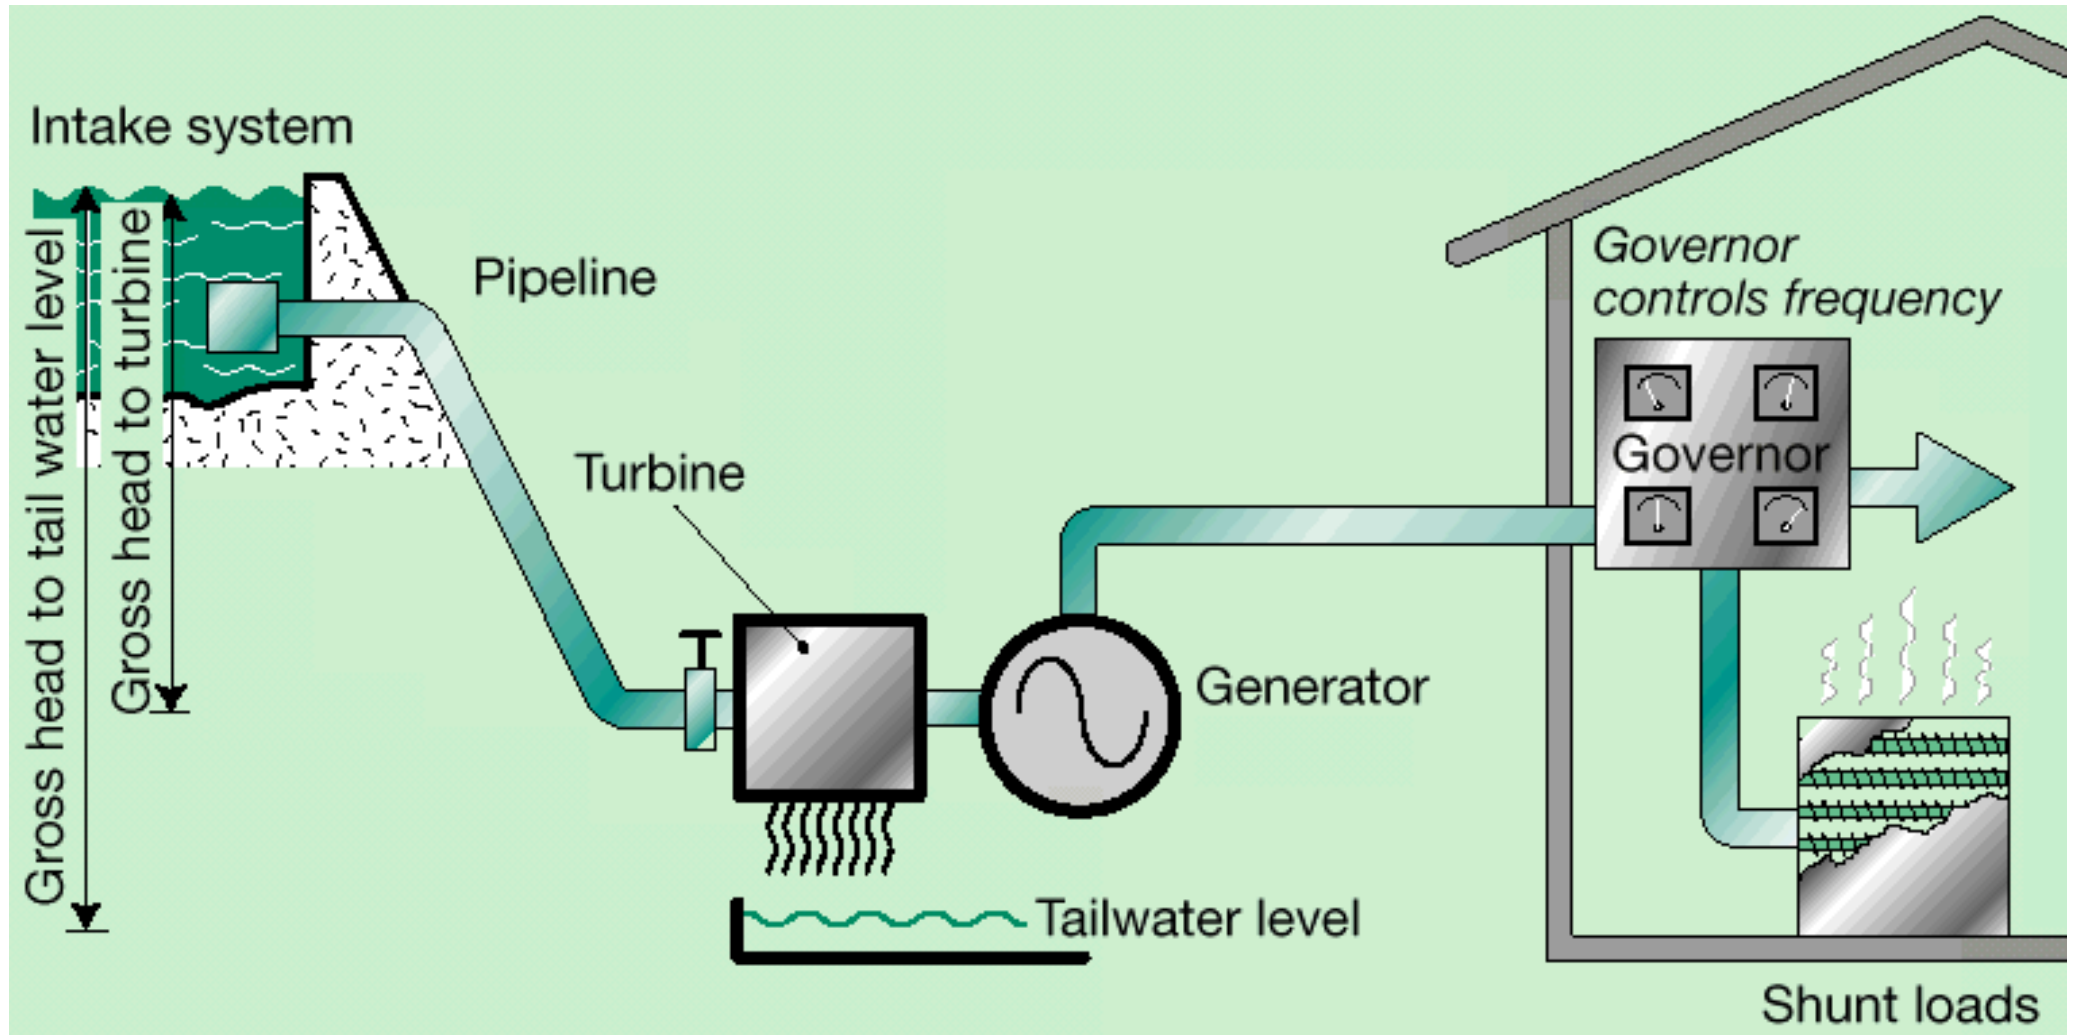 Intake system
Gross head to tail water level
Gross head to turbine
Pipeline
Turbine
Generator
Tailwater level
Governor
controls frequency
Governor
Shunt loads